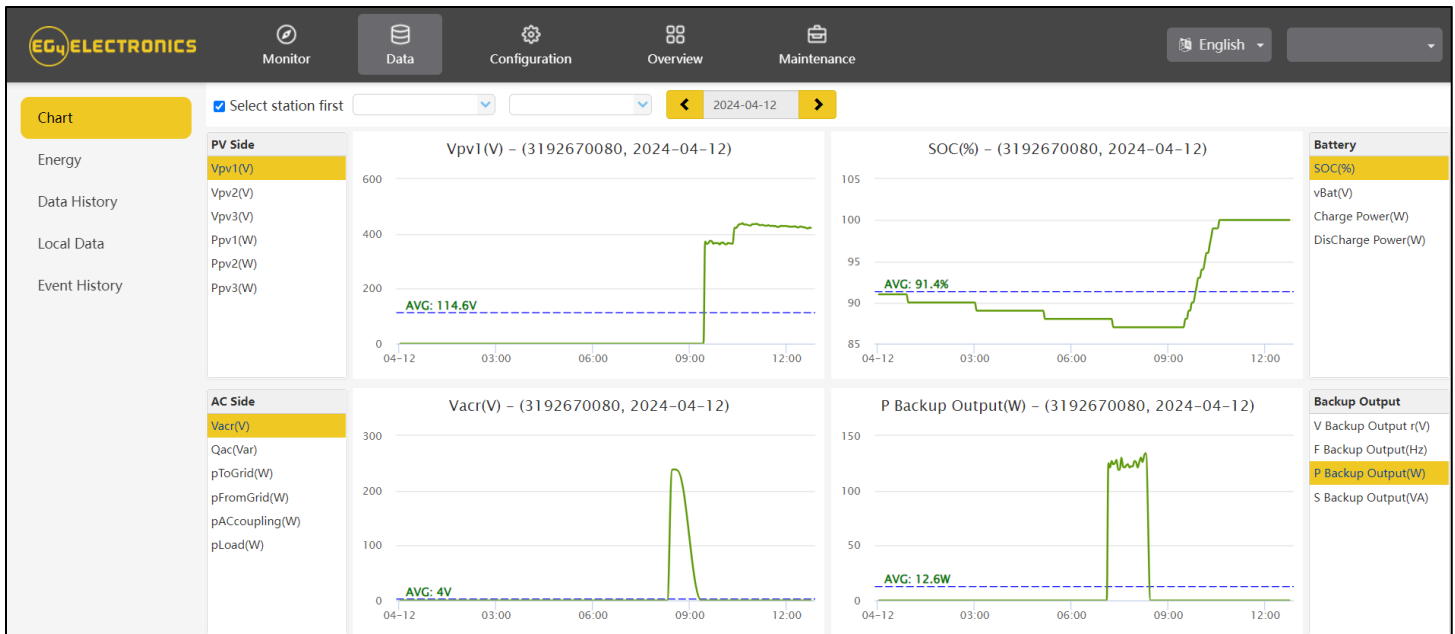 EG4 ELECTRONICS
Monitor
Data
Configuration
Overview
Maintenance
English
Chart
Energy
Data History
Local Data
Event History
Select station first
2024-04-12
PV Side
Vpv1(V)
Vpv2(V)
Vpv3(V)
Ppv1(W)
Ppv2(W)
Ppv3(W)
Vpv1(V) – (3192670080, 2024-04-12)
600
400
200
0
AVG: 114.6V
04-12 03:00 06:00 09:00 12:00
SOC(%) – (3192670080, 2024-04-12)
105
100
95
90
85
AVG: 91.4%
04-12 03:00 06:00 09:00 12:00
Battery
SOC(%)
vBat(V)
Charge Power(W)
DisCharge Power(W)
AC Side
Vacr(V)
Qac(Var)
pToGrid(W)
pFromGrid(W)
pACcoupling(W)
pLoad(W)
Vacr(V) – (3192670080, 2024-04-12)
300
200
100
0
AVG: 4V
04-12 03:00 06:00 09:00 12:00
P Backup Output(W) – (3192670080, 2024-04-12)
150
100
50
0
AVG: 12.6W
04-12 03:00 06:00 09:00 12:00
Backup Output
V Backup Output r(V)
F Backup Output(Hz)
P Backup Output(W)
S Backup Output(VA)